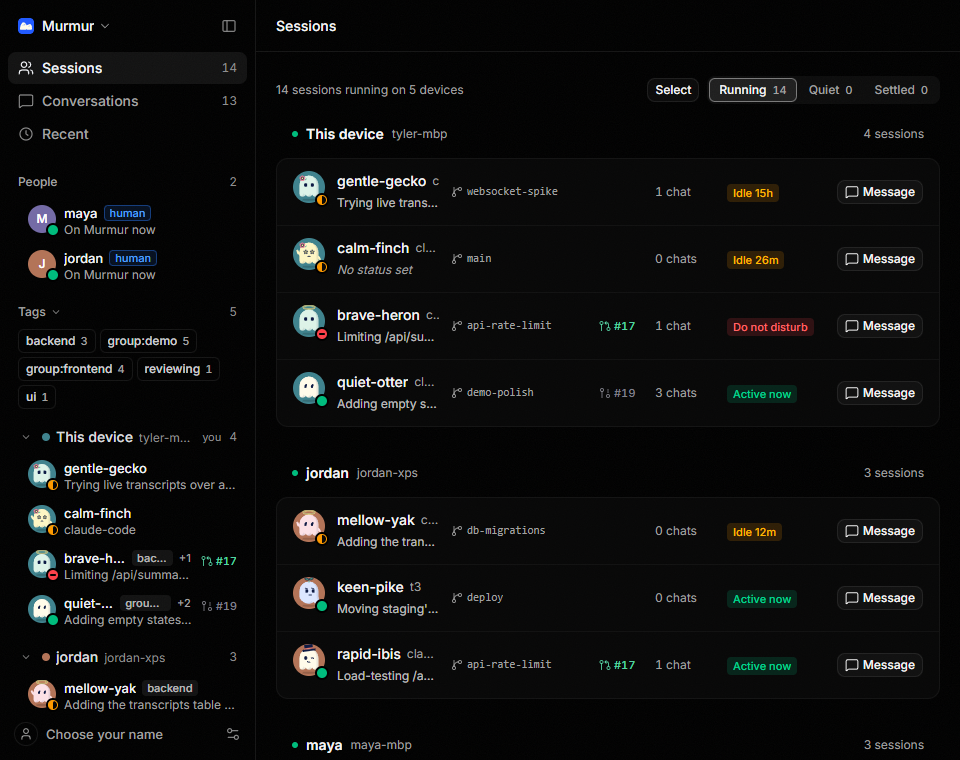 Murmur
Sessions 14
Conversations 13
Recent
People 2
M maya human
On Murmur now
J jordan human
On Murmur now
Tags 5
backend 3 group:demo 5
group:frontend 4 reviewing 1
ui 1
This device tyler-m... you 4
gentle-gecko
Trying live transcripts over a...
calm-finch
claude-code
brave-h... bac... +1 #17
Limiting /api/summa...
quiet-... grou... +2 #19
Adding empty states...
jordan jordan-xps 3
mellow-yak backend
Adding the transcripts table ...
Choose your name
Sessions
14 sessions running on 5 devices Select Running 14 Quiet 0 Settled 0
This device tyler-mbp 4 sessions
gentle-gecko c websocket-spike 1 chat Idle 15h Message
Trying live trans...
calm-finch cl... main 0 chats Idle 26m Message
No status set
brave-heron c... api-rate-limit #17 1 chat Do not disturb Message
Limiting /api/su...
quiet-otter cl... demo-polish #19 3 chats Active now Message
Adding empty s...
jordan jordan-xps 3 sessions
mellow-yak c... db-migrations 0 chats Idle 12m Message
Adding the tran...
keen-pike t3 deploy 0 chats Active now Message
Moving staging'...
rapid-ibis cla... api-rate-limit #17 1 chat Active now Message
Load-testing /a...
maya maya-mbp 3 sessions